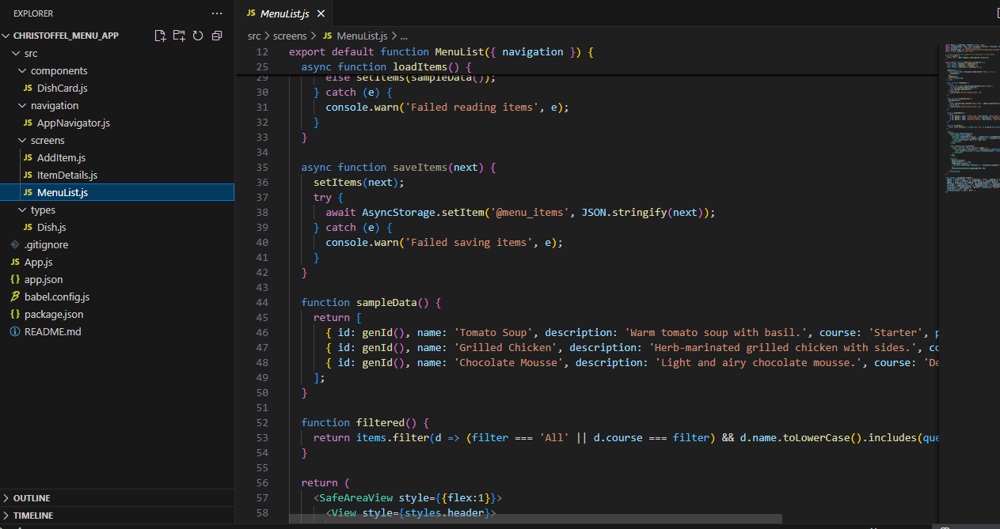 EXPLORER
CHRISTOFFEL_MENU_APP
src
components
JS DishCard.js
navigation
JS AppNavigator.js
screens
JS AddItem.js
JS ItemDetails.js
JS MenuList.js
types
JS Dish.js
.gitignore
JS App.js
{} app.json
babel.config.js
{} package.json
README.md
OUTLINE
TIMELINE
JS MenuList.js
src > screens > JS MenuList.js > ...
12 export default function MenuList({ navigation }) {
25 async function loadItems() {
29 else setItems(sampleData());
30 } catch (e) {
31 console.warn('Failed reading items', e);
32 }
33 }
34
35 async function saveItems(next) {
36 setItems(next);
37 try {
38 await AsyncStorage.setItem('@menu_items', JSON.stringify(next));
39 } catch (e) {
40 console.warn('Failed saving items', e);
41 }
42 }
43
44 function sampleData() {
45 return [
46 { id: genId(), name: 'Tomato Soup', description: 'Warm tomato soup with basil.', course: 'Starter', p
47 { id: genId(), name: 'Grilled Chicken', description: 'Herb-marinated grilled chicken with sides.', co
48 { id: genId(), name: 'Chocolate Mousse', description: 'Light and airy chocolate mousse.', course: 'De
49 ];
50 }
51
52 function filtered() {
53 return items.filter(d => (filter === 'All' || d.course === filter) && d.name.toLowerCase().includes(que
54 }
55
56 return (
57 <SafeAreaView style={{flex:1}}>
58 <View style={styles.header}>